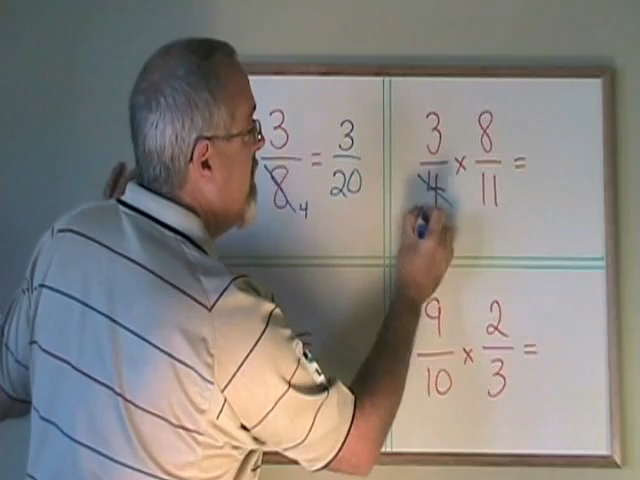 3/8 4 = 3/20
3/4 × 8/11 =
9/10 × 2/3 =